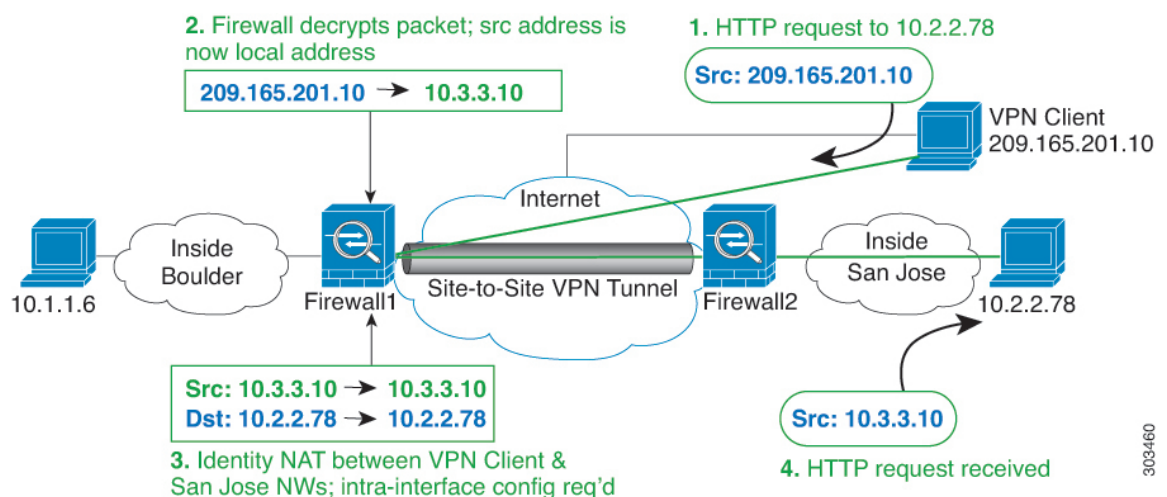 2. Firewall decrypts packet; src address is
now local address
209.165.201.10 → 10.3.3.10
1. HTTP request to 10.2.2.78
Src: 209.165.201.10
VPN Client
209.165.201.10
Internet
Inside
Boulder
10.1.1.6
Firewall1
Site-to-Site VPN Tunnel
Firewall2
Inside
San Jose
10.2.2.78
Src: 10.3.3.10 → 10.3.3.10
Dst: 10.2.2.78 → 10.2.2.78
3. Identity NAT between VPN Client &
San Jose NWs; intra-interface config req'd
Src: 10.3.3.10
4. HTTP request received
303460